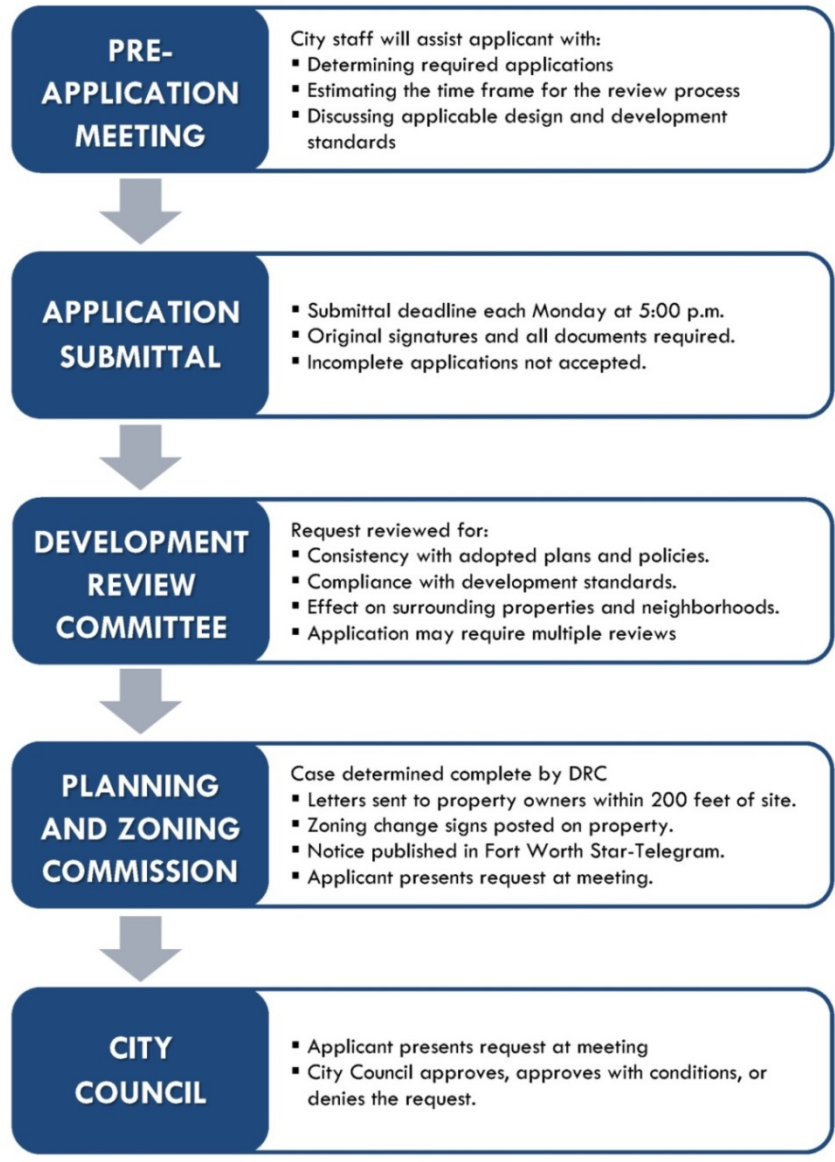 PRE-
APPLICATION
MEETING
City staff will assist applicant with:
▪ Determining required applications
▪ Estimating the time frame for the review process
▪ Discussing applicable design and development
standards
APPLICATION
SUBMITTAL
▪ Submittal deadline each Monday at 5:00 p.m.
▪ Original signatures and all documents required.
▪ Incomplete applications not accepted.
DEVELOPMENT
REVIEW
COMMITTEE
Request reviewed for:
▪ Consistency with adopted plans and policies.
▪ Compliance with development standards.
▪ Effect on surrounding properties and neighborhoods.
▪ Application may require multiple reviews
PLANNING
AND ZONING
COMMISSION
Case determined complete by DRC
▪ Letters sent to property owners within 200 feet of site.
▪ Zoning change signs posted on property.
▪ Notice published in Fort Worth Star-Telegram.
▪ Applicant presents request at meeting.
CITY
COUNCIL
▪ Applicant presents request at meeting
▪ City Council approves, approves with conditions, or
denies the request.